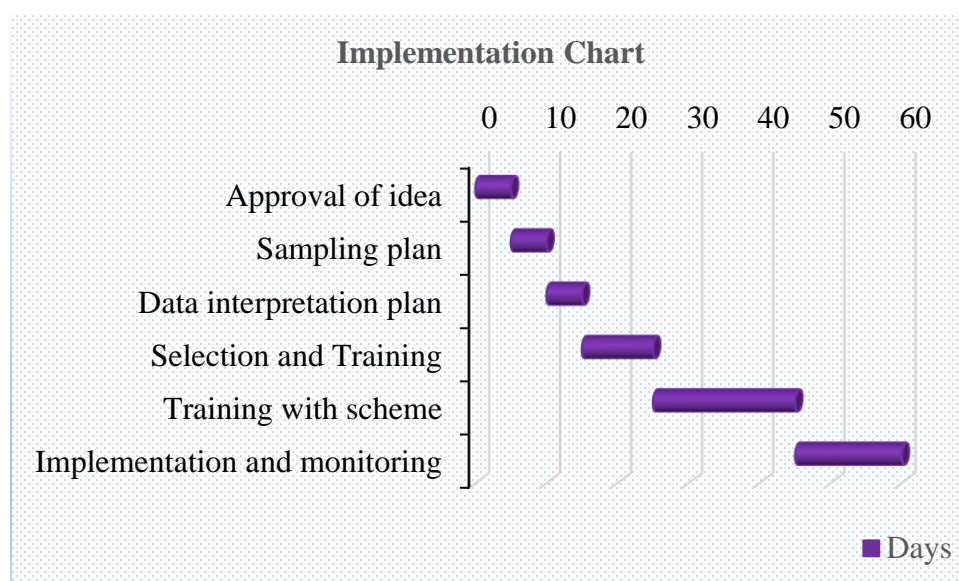 Implementation Chart
0 10 20 30 40 50 60
Approval of idea
Sampling plan
Data interpretation plan
Selection and Training
Training with scheme
Implementation and monitoring
Days